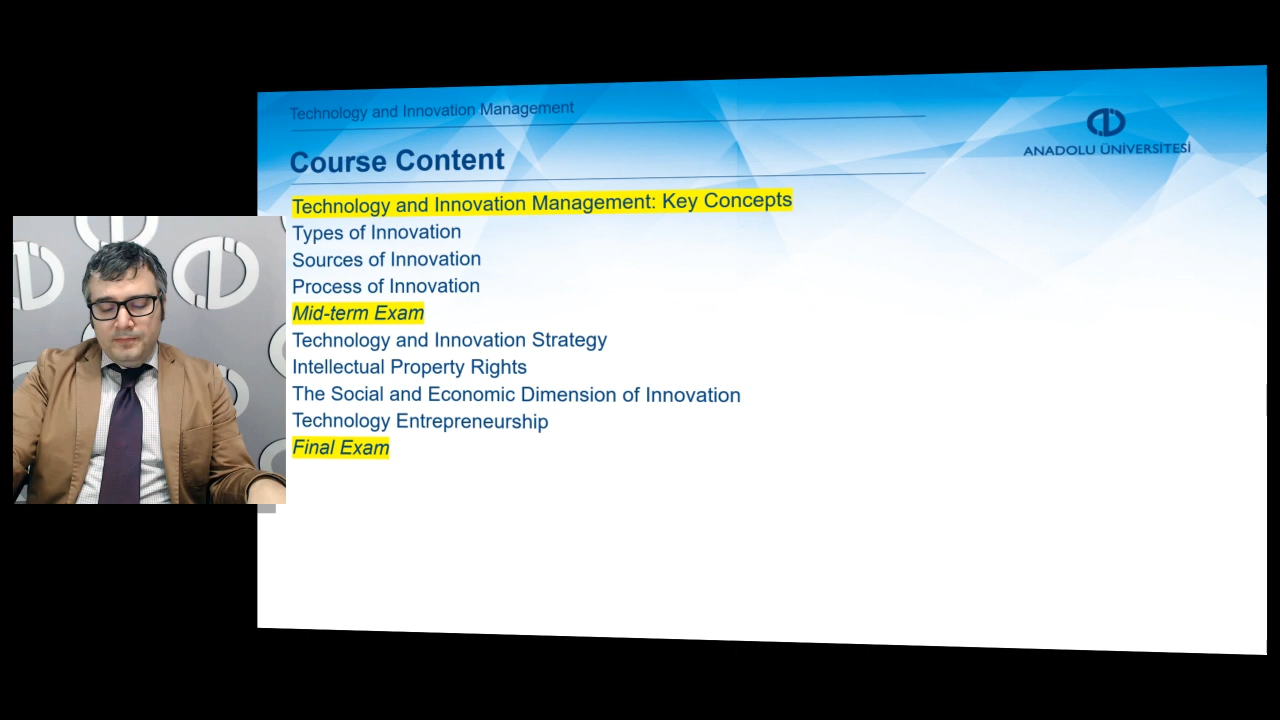 Technology and Innovation Management
ANADOLU ÜNİVERSİTESİ
Course Content
Technology and Innovation Management: Key Concepts
Types of Innovation
Sources of Innovation
Process of Innovation
Mid-term Exam
Technology and Innovation Strategy
Intellectual Property Rights
The Social and Economic Dimension of Innovation
Technology Entrepreneurship
Final Exam